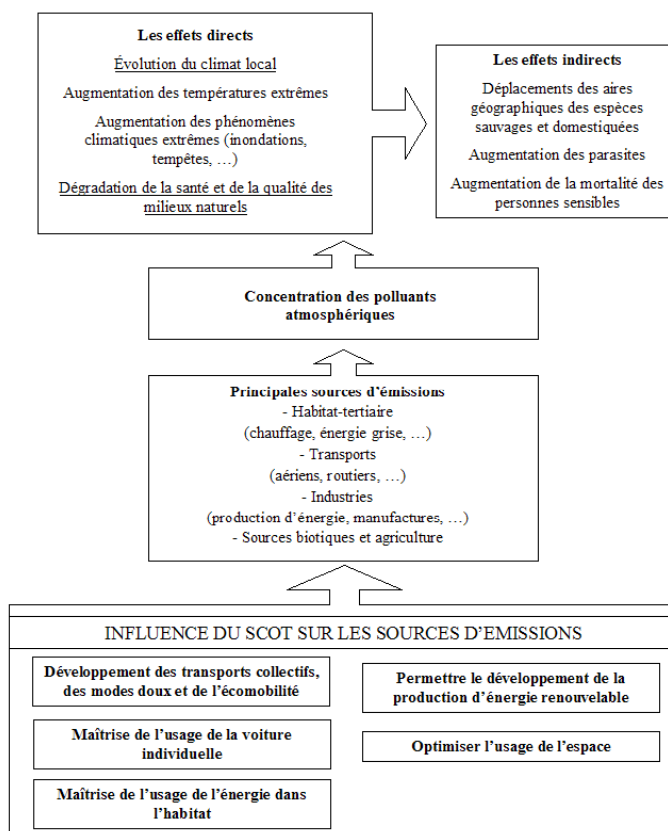 Les effets directs
Évolution du climat local
Augmentation des températures extrêmes
Augmentation des phénomènes
climatiques extrêmes (inondations,
tempêtes, …)
Dégradation de la santé et de la qualité des
milieux naturels
Les effets indirects
Déplacements des aires
géographiques des espèces
sauvages et domestiquées
Augmentation des parasites
Augmentation de la mortalité des
personnes sensibles
Concentration des polluants
atmosphériques
Principales sources d'émissions
- Habitat-tertiaire
(chauffage, énergie grise, …)
- Transports
(aériens, routiers, …)
- Industries
(production d'énergie, manufactures, …)
- Sources biotiques et agriculture
INFLUENCE DU SCOT SUR LES SOURCES D'EMISSIONS
Développement des transports collectifs,
des modes doux et de l'écomobilité
Maîtrise de l'usage de la voiture
individuelle
Maîtrise de l'usage de l'énergie dans
l'habitat
Permettre le développement de la
production d'énergie renouvelable
Optimiser l'usage de l'espace